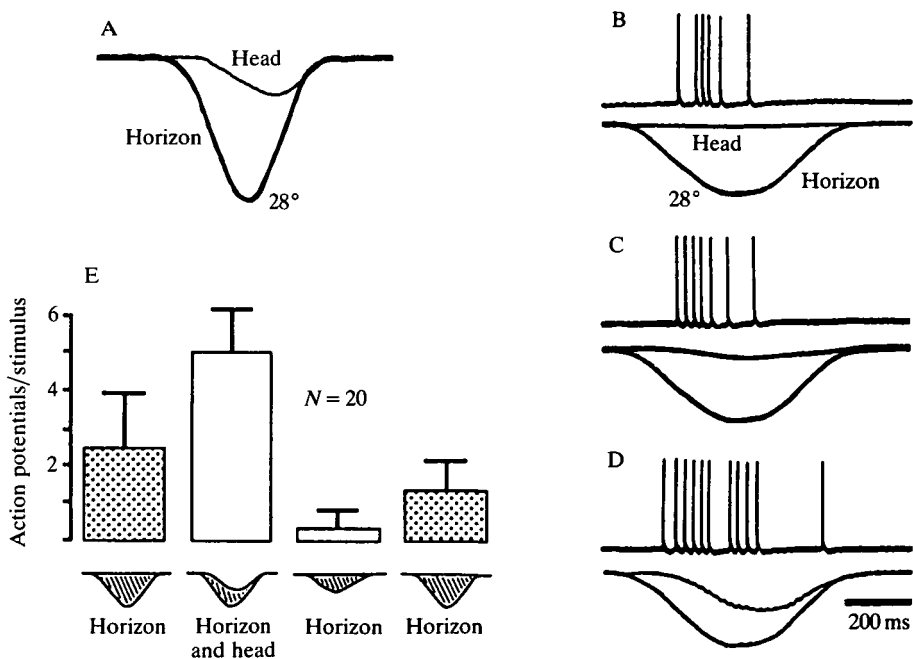 A
Head
Horizon
28°
B
Head
28°
Horizon
C
D
200 ms
E
Action potentials/stimulus
6
4
2
N = 20
Horizon
Horizon
and head
Horizon
Horizon